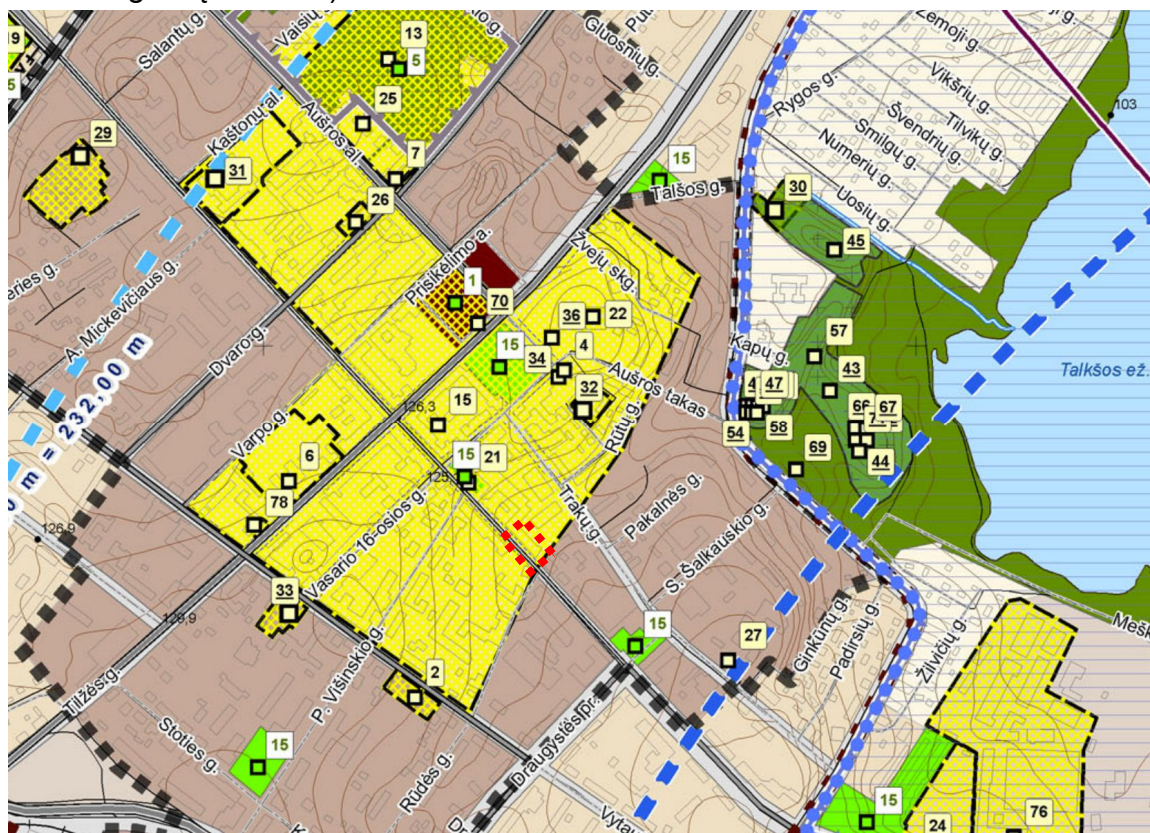 Vaisių g.
13
5
Gluosnių g.
Žemoji g.
Vikšrių g.
Tilvikų g.
Švendrių g.
Smilgų g.
Numerių g.
Rygos g.
103
Salantų g.
19
5
25
7
Kaštonų al.
Aušros al.
29
31
26
15
Talšos g.
30
Uosių g.
45
Žvejų skg.
Prisikėlimo a.
1
70
36
22
A. Mickevičiaus g.
Dvaro g.
15
34
4
Kapų g.
57
43
Talkšos ež.
32
Aušros takas
47
54
58
66
67
44
69
m = 232,00 m
126,3
15
Varpo g.
6
15
21
125,
Rūtų g.
Trakų g.
Pakalnės g.
S. Šalkauskio g.
78
Vasario 16-osios g.
126,9
33
P. Višinskio g.
15
27
Ginkūnų g.
Padirsių g.
Žilvičių g.
Mešk
Tilžės g.
2
Stoties g.
15
Rūdės g.
Draugystės pr.
Vytau
15
24
76